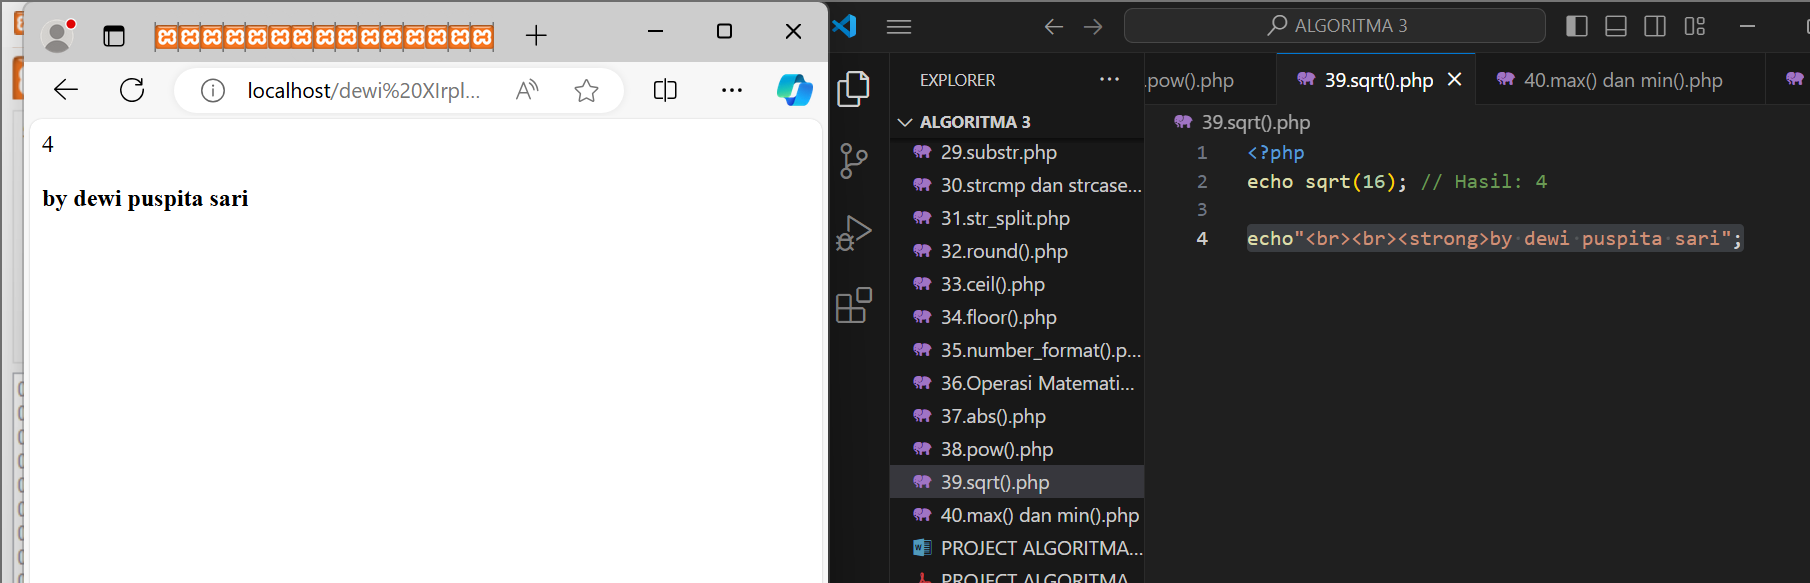 localhost/dewi%20XIrpl...
4
by dewi puspita sari
ALGORITMA 3
EXPLORER
ALGORITMA 3
29.substr.php
30.strcmp dan strcase...
31.str_split.php
32.round().php
33.ceil().php
34.floor().php
35.number_format().p...
36.Operasi Matemati...
37.abs().php
38.pow().php
39.sqrt().php
40.max() dan min().php
PROJECT ALGORITMA...
PROJECT ALGORITMA
.pow().php
39.sqrt().php
40.max() dan min().php
39.sqrt().php
1 <?php
2 echo sqrt(16); // Hasil: 4
3
4 echo"<br><br><strong>by dewi puspita sari";